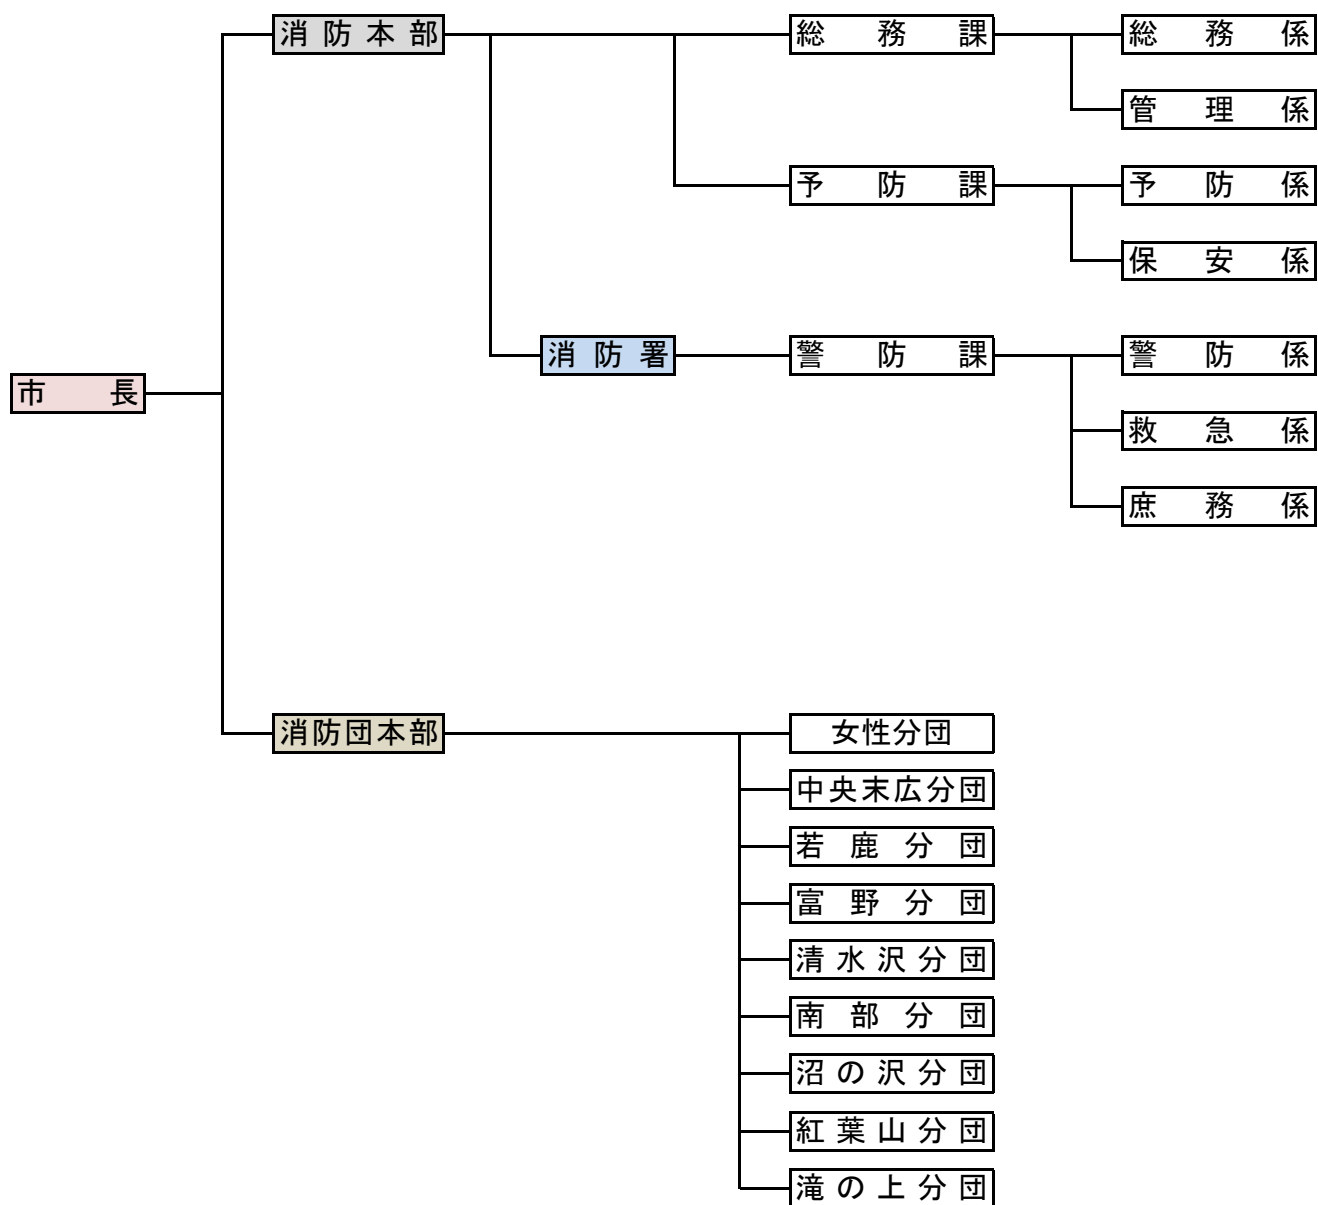 消防本部
総務課
総務係
管理係
予防課
予防係
保安係
消防署
警防課
警防係
市長
救急係
庶務係
消防団本部
女性分団
中央末広分団
若鹿分団
富野分団
清水沢分団
南部分団
沼の沢分団
紅葉山分団
滝の上分団